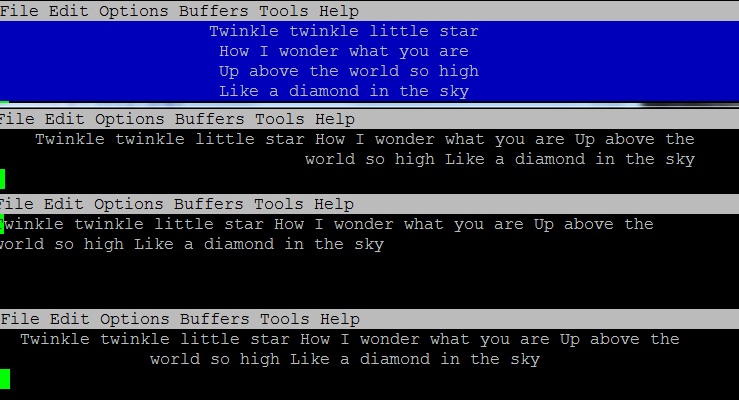 File Edit Options Buffers Tools Help
Twinkle twinkle little star
How I wonder what you are
Up above the world so high
Like a diamond in the sky
File Edit Options Buffers Tools Help
Twinkle twinkle little star How I wonder what you are Up above the
world so high Like a diamond in the sky
File Edit Options Buffers Tools Help
Twinkle twinkle little star How I wonder what you are Up above the
world so high Like a diamond in the sky
File Edit Options Buffers Tools Help
Twinkle twinkle little star How I wonder what you are Up above the
world so high Like a diamond in the sky